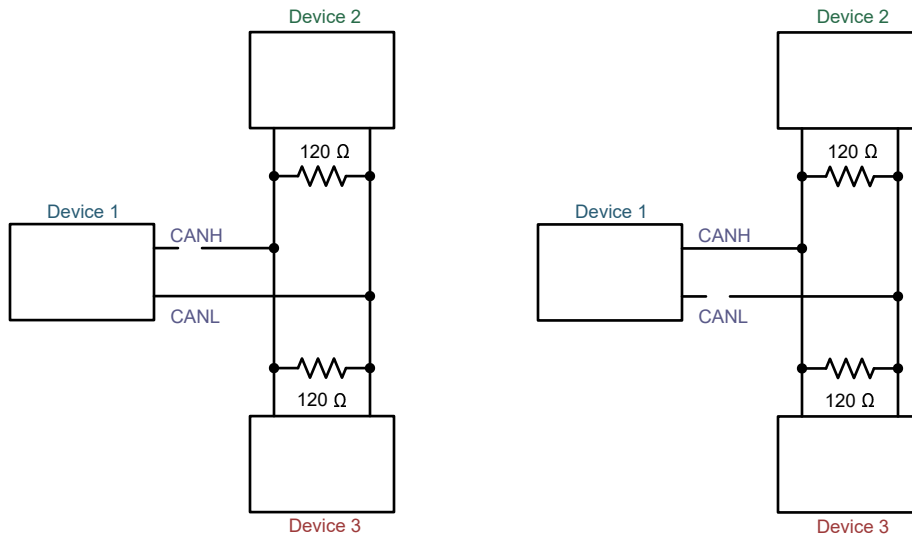 Device 2
120 Ω
Device 1
CANH
CANL
120 Ω
Device 3
Device 2
120 Ω
Device 1
CANH
CANL
120 Ω
Device 3